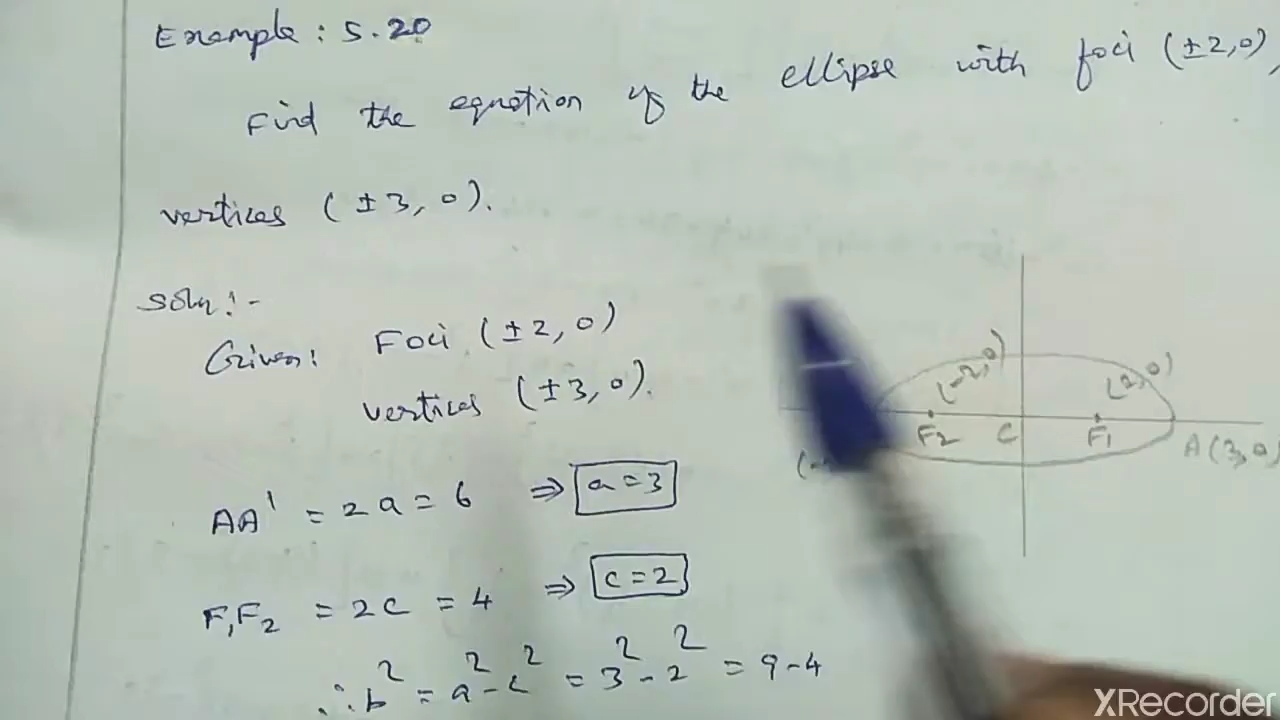 Example: 5.20
Find the equation of the ellipse with foci (±2,0),
vertices (±3,0).
Soln:-
Given: Foci (±2,0)
vertices (±3,0).
(-2,0) (2,0)
F2 C F1
A(3,0)
AA' = 2a = 6 ⇒ a=3
F1F2 = 2c = 4 ⇒ c=2
∴ b² = a²-c² = 3²-2² = 9-4
XRecorder